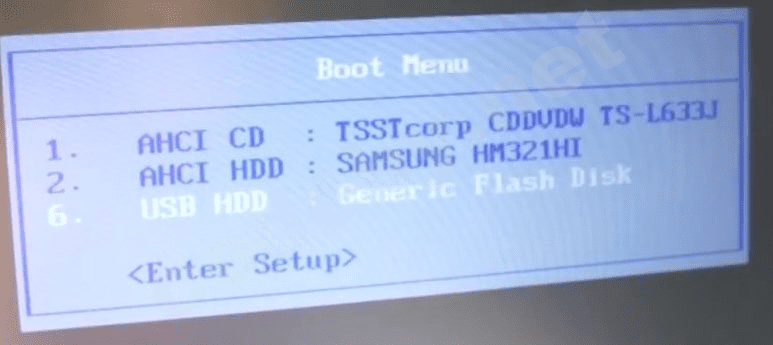 Boot Menu
1. AHCI CD : TSSTcorp CDDVDW TS-L633J
2. AHCI HDD : SAMSUNG HM321HI
6. USB HDD : Generic Flash Disk
<Enter Setup>
net